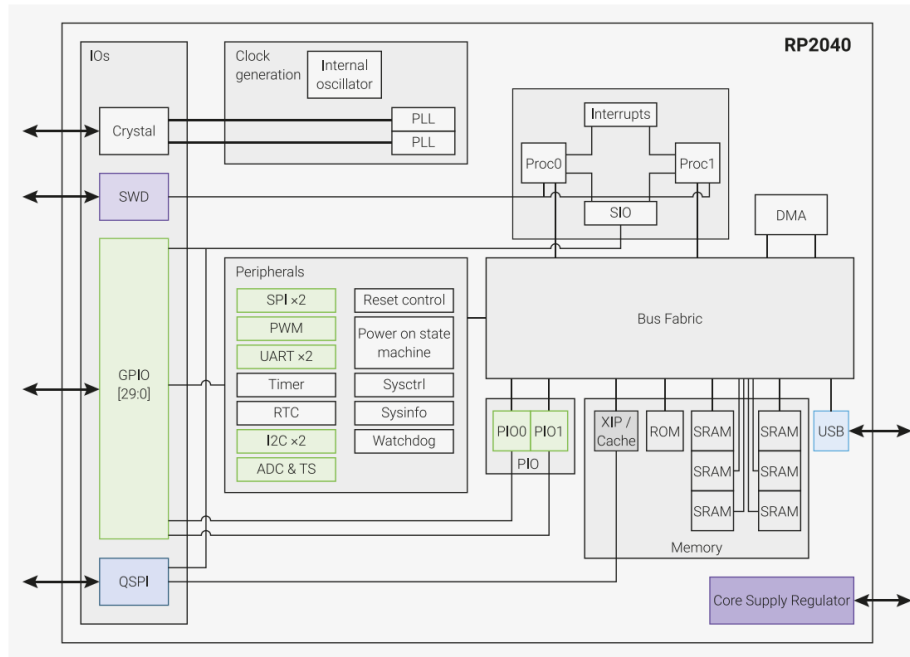 RP2040
IOs
Clock
generation
Internal
oscillator
Crystal
PLL
PLL
Interrupts
Proc0
Proc1
SWD
SIO
DMA
Peripherals
SPI ×2
Reset control
PWM
Power on state
machine
UART ×2
Bus Fabric
GPIO
[29:0]
Timer
Sysctrl
RTC
Sysinfo
I2C ×2
Watchdog
ADC & TS
PIO0
PIO1
PIO
XIP /
Cache
ROM
SRAM
SRAM
USB
SRAM
SRAM
SRAM
SRAM
Memory
QSPI
Core Supply Regulator